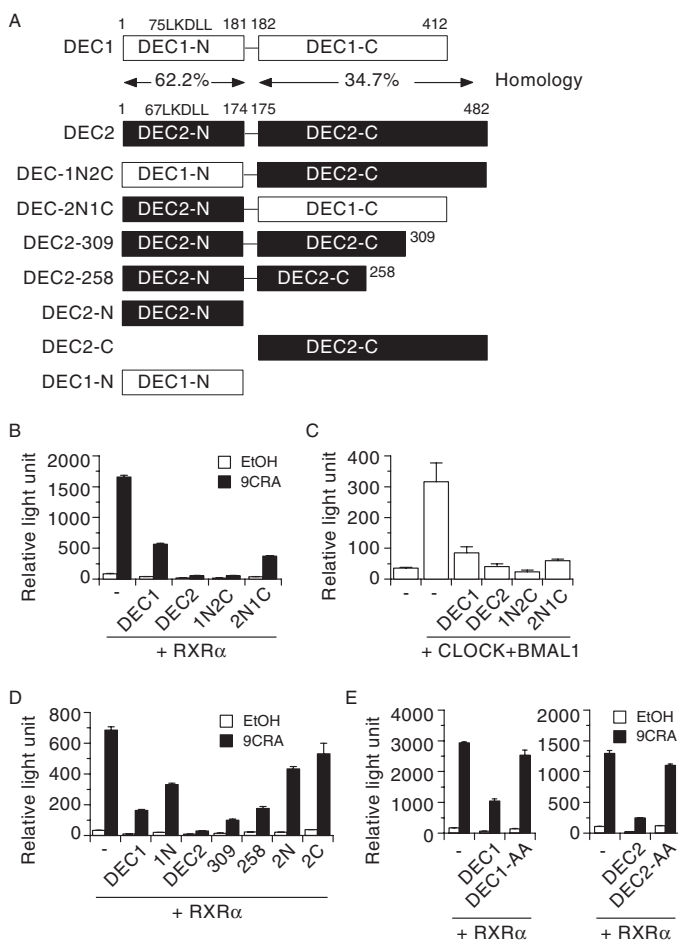 A
1 75LKDLL 181 182 412
DEC1 DEC1-N DEC1-C
62.2% 34.7% Homology
1 67LKDLL 174 175 482
DEC2 DEC2-N DEC2-C
DEC-1N2C DEC1-N DEC2-C
DEC-2N1C DEC2-N DEC1-C
DEC2-309 DEC2-N DEC2-C 309
DEC2-258 DEC2-N DEC2-C 258
DEC2-N DEC2-N
DEC2-C DEC2-C
DEC1-N DEC1-N
B
Relative light unit
2000
1500
1000
500
0
EtOH
9CRA
- DEC1 DEC2 1N2C 2N1C
+ RXRα
C
Relative light unit
400
300
200
100
0
- - DEC1 DEC2 1N2C 2N1C
+ CLOCK+BMAL1
D
Relative light unit
800
600
400
200
0
EtOH
9CRA
- DEC1 1N DEC2 309 258 2N 2C
+ RXRα
E
Relative light unit
4000
3000
2000
1000
0
- DEC1 DEC1-AA
+ RXRα
2000
1500
1000
500
0
EtOH
9CRA
- DEC2 DEC2-AA
+ RXRα